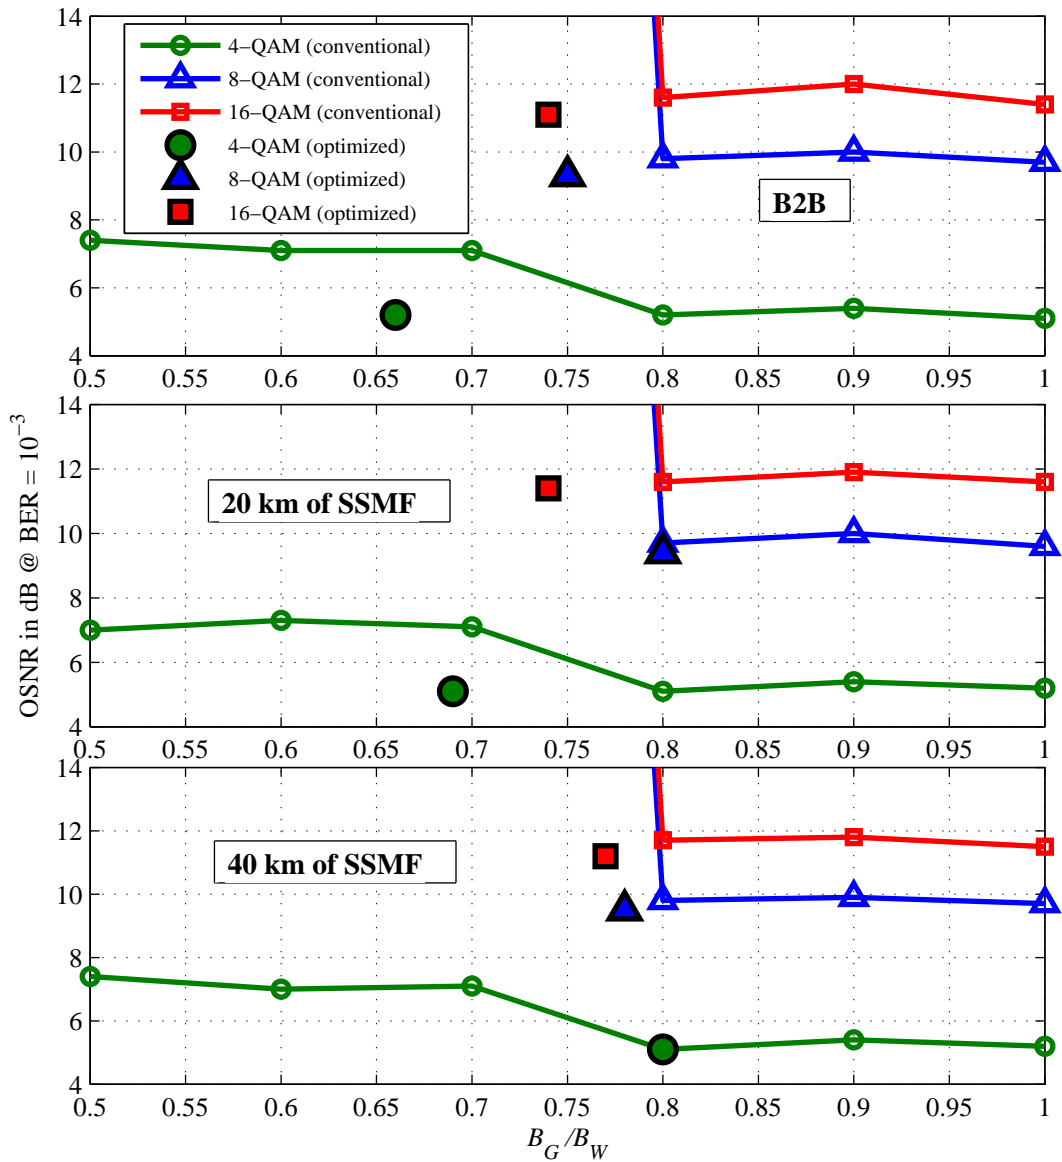 14
12
10
8
6
4
4−QAM (conventional)
8−QAM (conventional)
16−QAM (conventional)
4−QAM (optimized)
8−QAM (optimized)
16−QAM (optimized)
B2B
0.5 0.55 0.6 0.65 0.7 0.75 0.8 0.85 0.9 0.95 1
OSNR in dB @ BER = 10⁻³
14
12
10
8
6
4
20 km of SSMF
0.5 0.55 0.6 0.65 0.7 0.75 0.8 0.85 0.9 0.95 1
14
12
10
8
6
4
40 km of SSMF
0.5 0.55 0.6 0.65 0.7 0.75 0.8 0.85 0.9 0.95 1
B_G/B_W